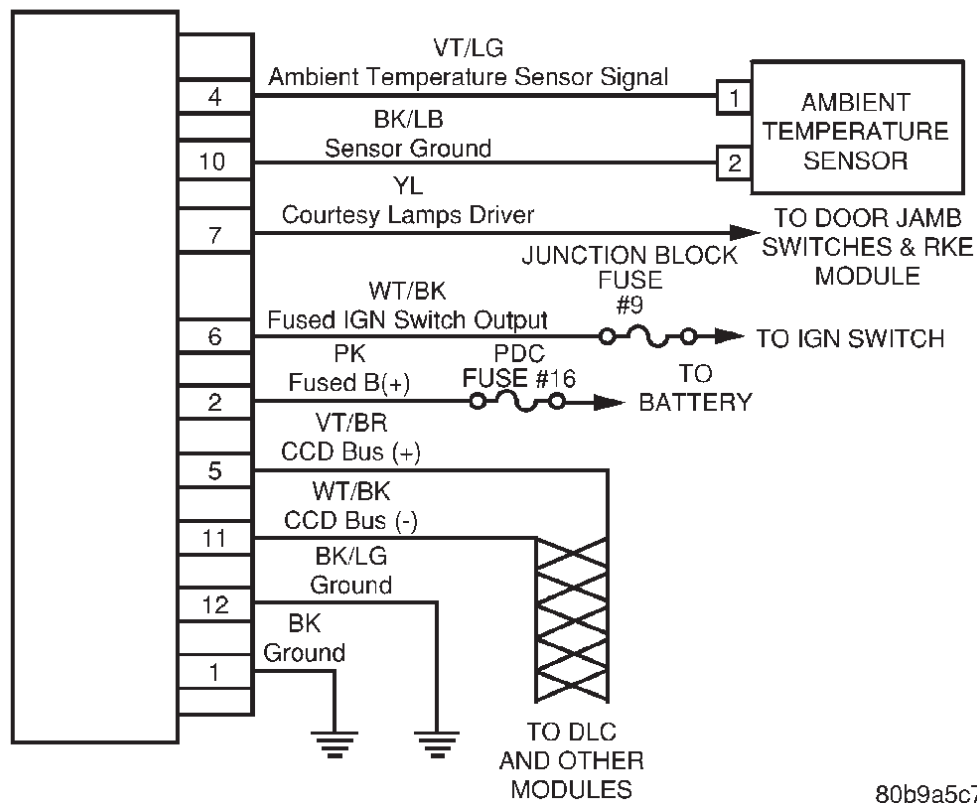 VT/LG
4
Ambient Temperature Sensor Signal
1
AMBIENT
TEMPERATURE
SENSOR
BK/LB
10
Sensor Ground
2
YL
7
Courtesy Lamps Driver
TO DOOR JAMB
SWITCHES & RKE
MODULE
JUNCTION BLOCK
FUSE
#9
WT/BK
6
Fused IGN Switch Output
TO IGN SWITCH
PK
2
Fused B(+)
PDC
FUSE #16
TO
BATTERY
VT/BR
5
CCD Bus (+)
WT/BK
11
CCD Bus (-)
BK/LG
12
Ground
BK
1
Ground
TO DLC
AND OTHER
MODULES
80b9a5c7